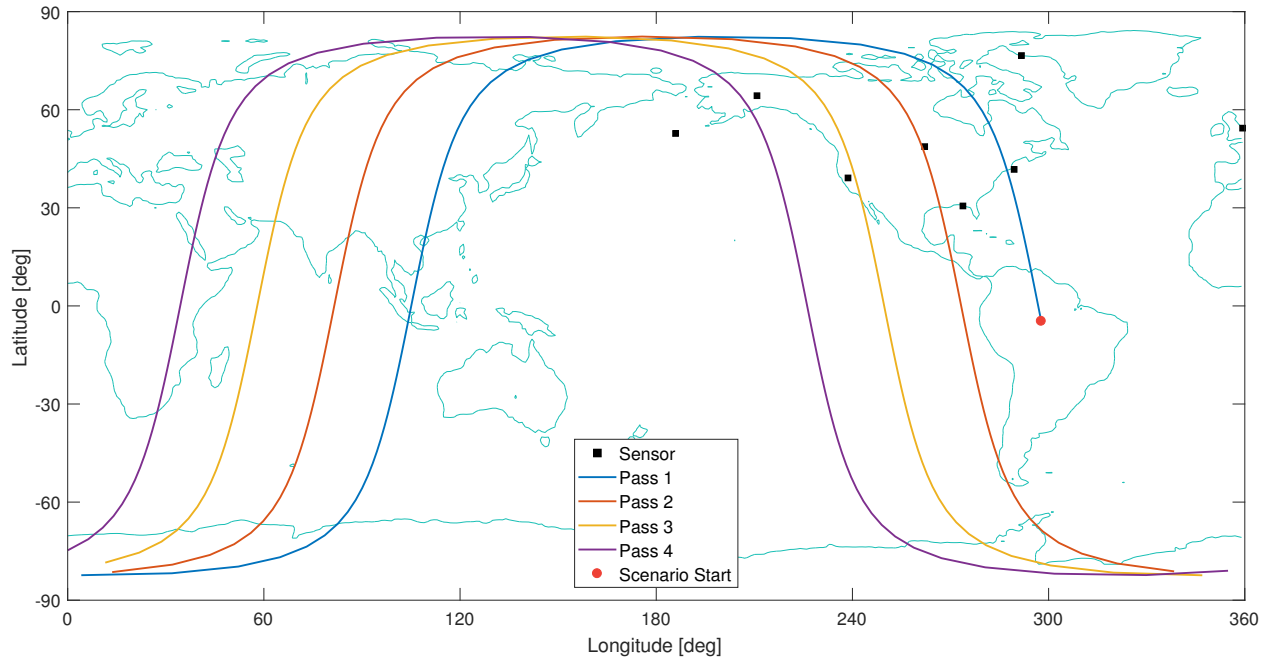 90
60
30
0
-30
-60
-90
Latitude [deg]
Sensor
Pass 1
Pass 2
Pass 3
Pass 4
Scenario Start
0 60 120 180 240 300 360
Longitude [deg]